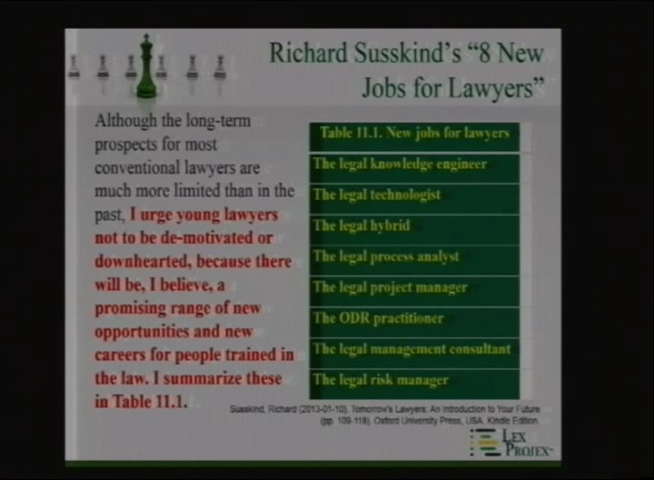 Richard Susskind's “8 New
Jobs for Lawyers”
Although the long-term
prospects for most
conventional lawyers are
much more limited than in the
past, I urge young lawyers
not to be de-motivated or
downhearted, because there
will be, I believe, a
promising range of new
opportunities and new
careers for people trained in
the law. I summarize these
in Table 11.1.
Table 11.1. New jobs for lawyers
The legal knowledge engineer
The legal technologist
The legal hybrid
The legal process analyst
The legal project manager
The ODR practitioner
The legal management consultant
The legal risk manager
Susskind, Richard (2013-01-10). Tomorrow's Lawyers: An Introduction to Your Future
(pp. 109-118). Oxford University Press, USA. Kindle Edition.
LEX
PROJEX